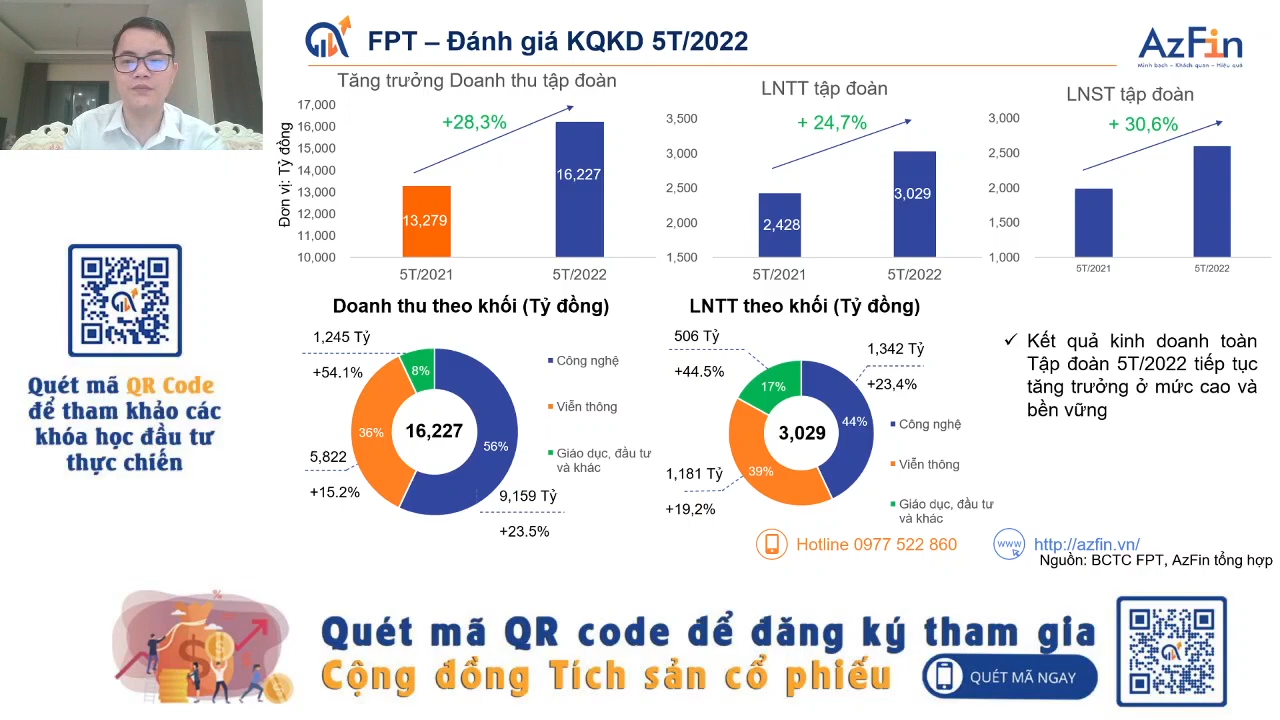 FPT – Đánh giá KQKD 5T/2022
AzFin
Minh bạch – Khách quan – Hiệu quả
Tăng trưởng Doanh thu tập đoàn
Đơn vị: Tỷ đồng
17,000
16,000
15,000
14,000
13,000
12,000
11,000
10,000
+28,3%
13,279
16,227
5T/2021
5T/2022
LNTT tập đoàn
3,500
3,000
2,500
2,000
1,500
+ 24,7%
2,428
3,029
5T/2021
5T/2022
LNST tập đoàn
3,000
2,500
2,000
1,500
1,000
+ 30,6%
5T/2021
5T/2022
Quét mã QR Code
để tham khảo các
khóa học đầu tư
thực chiến
Doanh thu theo khối (Tỷ đồng)
1,245 Tỷ
+54.1%
8%
36%
16,227
56%
5,822
+15.2%
9,159 Tỷ
+23.5%
Công nghệ
Viễn thông
Giáo dục, đầu tư
và khác
LNTT theo khối (Tỷ đồng)
506 Tỷ
+44.5%
1,342 Tỷ
+23,4%
17%
44%
3,029
39%
1,181 Tỷ
+19,2%
Công nghệ
Viễn thông
Giáo dục, đầu tư
và khác
✓ Kết quả kinh doanh toàn
Tập đoàn 5T/2022 tiếp tục
tăng trưởng ở mức cao và
bền vững
Hotline 0977 522 860
www
http://azfin.vn/
Nguồn: BCTC FPT, AzFin tổng hợp
Quét mã QR code để đăng ký tham gia
Cộng đồng Tích sản cổ phiếu
QUÉT MÃ NGAY